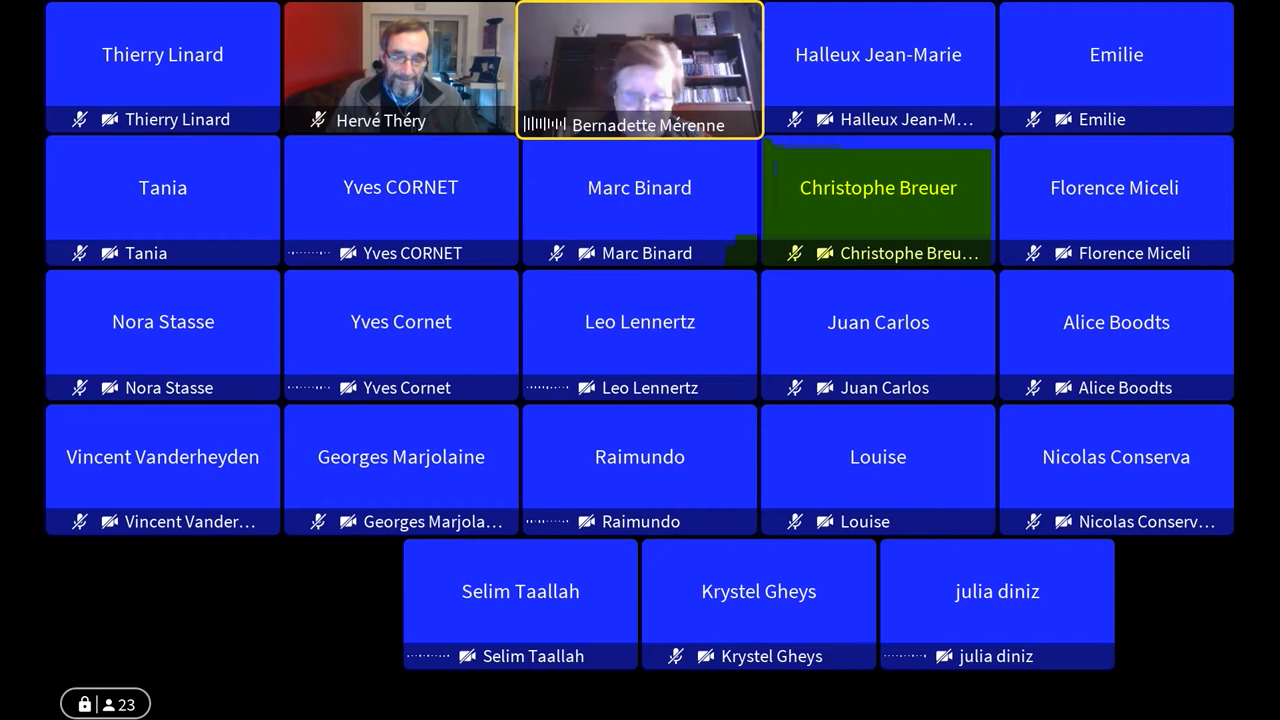 Thierry Linard
Thierry Linard
Hervé Théry
Bernadette Mérenne
Halleux Jean-Marie
Halleux Jean-M...
Emilie
Emilie
Tania
Tania
Yves CORNET
Yves CORNET
Marc Binard
Marc Binard
Christophe Breuer
Christophe Breu...
Florence Miceli
Florence Miceli
Nora Stasse
Nora Stasse
Yves Cornet
Yves Cornet
Leo Lennertz
Leo Lennertz
Juan Carlos
Juan Carlos
Alice Boodts
Alice Boodts
Vincent Vanderheyden
Vincent Vander...
Georges Marjolaine
Georges Marjola...
Raimundo
Raimundo
Louise
Louise
Nicolas Conserva
Nicolas Conserv...
Selim Taallah
Selim Taallah
Krystel Gheys
Krystel Gheys
julia diniz
julia diniz
23